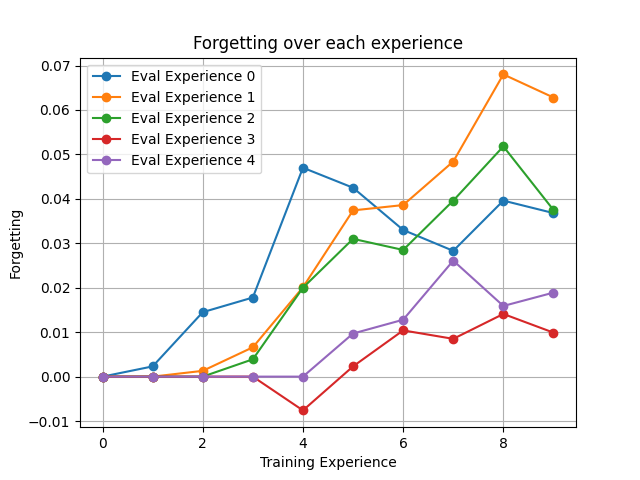 Forgetting over each experience
Eval Experience 0
Eval Experience 1
Eval Experience 2
Eval Experience 3
Eval Experience 4
0.07
0.06
0.05
0.04
0.03
0.02
0.01
0.00
−0.01
Forgetting
0 2 4 6 8
Training Experience